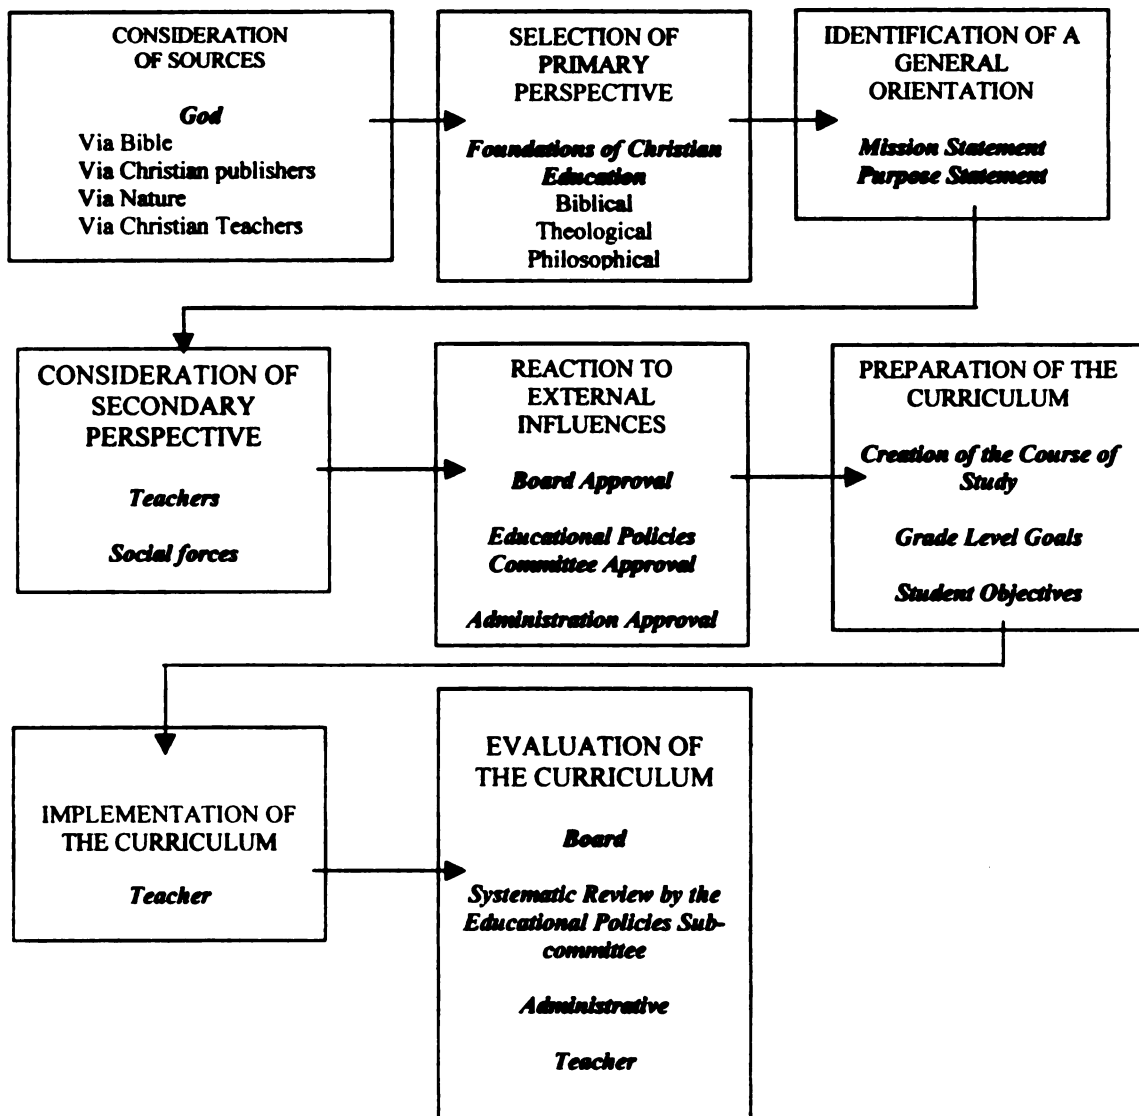 CONSIDERATION
OF SOURCES
God
Via Bible
Via Christian publishers
Via Nature
Via Christian Teachers
SELECTION OF
PRIMARY
PERSPECTIVE
Foundations of Christian
Education
Biblical
Theological
Philosophical
IDENTIFICATION OF A
GENERAL
ORIENTATION
Mission Statement
Purpose Statement
CONSIDERATION OF
SECONDARY
PERSPECTIVE
Teachers
Social forces
REACTION TO
EXTERNAL
INFLUENCES
Board Approval
Educational Policies
Committee Approval
Administration Approval
PREPARATION OF THE
CURRICULUM
Creation of the Course of
Study
Grade Level Goals
Student Objectives
IMPLEMENTATION OF
THE CURRICULUM
Teacher
EVALUATION OF
THE CURRICULUM
Board
Systematic Review by the
Educational Policies Sub-
committee
Administrative
Teacher